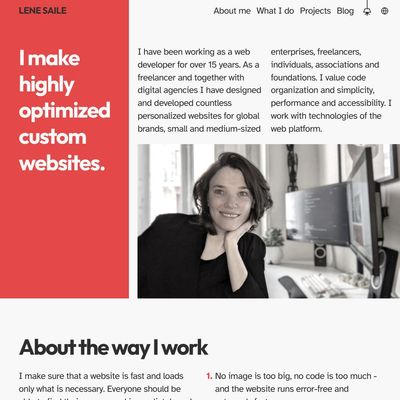 LENE SAILE
About me What I do Projects Blog
I make
highly
optimized
custom
websites.
I have been working as a web
developer for over 15 years. As a
freelancer and together with
digital agencies I have designed
and developed countless
personalized websites for global
brands, small and medium-sized
enterprises, freelancers,
individuals, associations and
foundations. I value code
organization and simplicity,
performance and accessibility. I
work with technologies of the
web platform.
About the way I work
I make sure that a website is fast and loads
only what is necessary. Everyone should be
1. No image is too big, no code is too much -
and the website runs error-free and